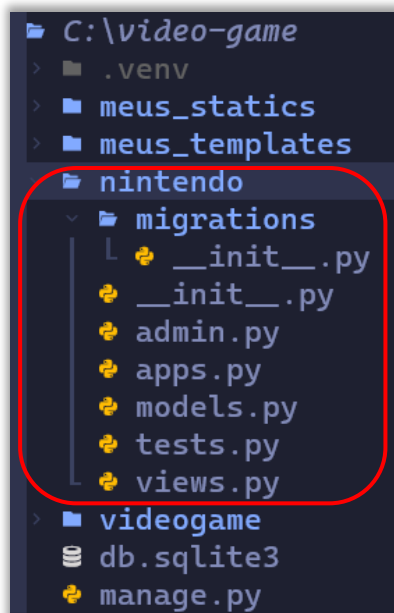 C:\video-game
.venv
meus_statics
meus_templates
nintendo
migrations
__init__.py
__init__.py
admin.py
apps.py
models.py
tests.py
views.py
videogame
db.sqlite3
manage.py